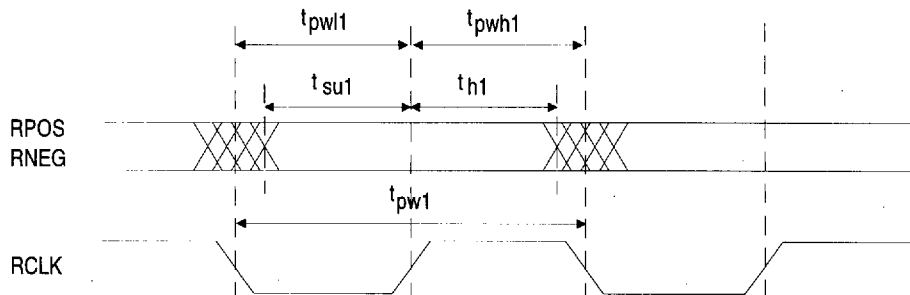 tpwl1 tpwh1
tsu1 th1
RPOS
RNEG
tpw1
RCLK